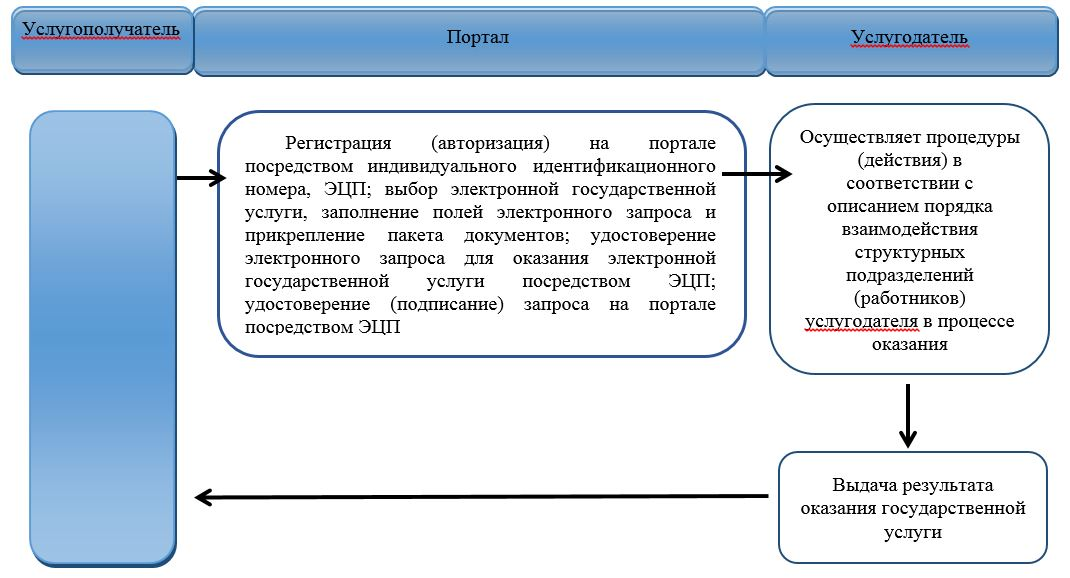 Услугополучатель
Портал
Услугодатель
Регистрация (авторизация) на портале
посредством индивидуального идентификационного
номера, ЭЦП; выбор электронной государственной
услуги, заполнение полей электронного запроса и
прикрепление пакета документов; удостоверение
электронного запроса для оказания электронной
государственной услуги посредством ЭЦП;
удостоверение (подписание) запроса на портале
посредством ЭЦП
Осуществляет процедуры
(действия) в
соответствии с
описанием порядка
взаимодействия
структурных
подразделений
(работников)
услугодателя в процессе
оказания
Выдача результата
оказания государственной
услуги